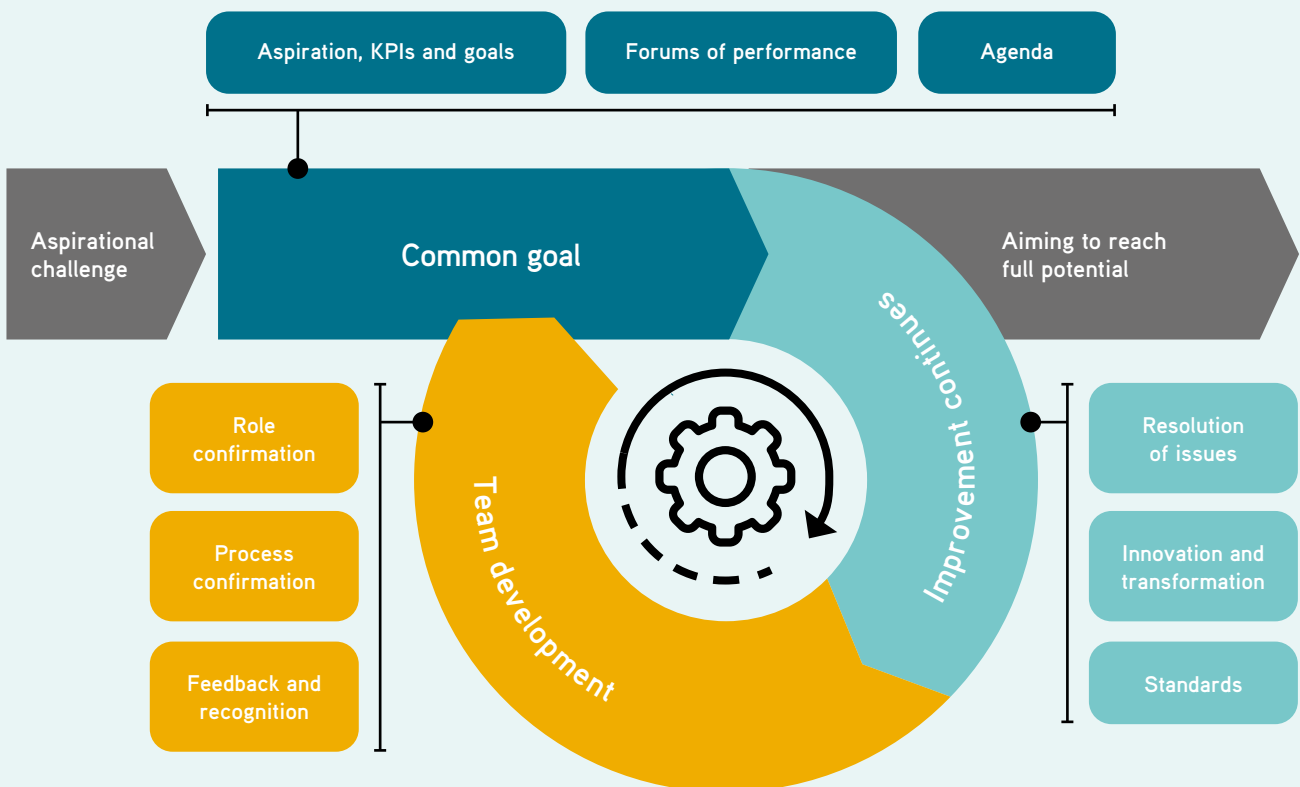 Aspiration, KPIs and goals
Forums of performance
Agenda
Aspirational
challenge
Common goal
Aiming to reach
full potential
Improvement continues
Team development
Role
confirmation
Process
confirmation
Feedback and
recognition
Resolution
of issues
Innovation and
transformation
Standards